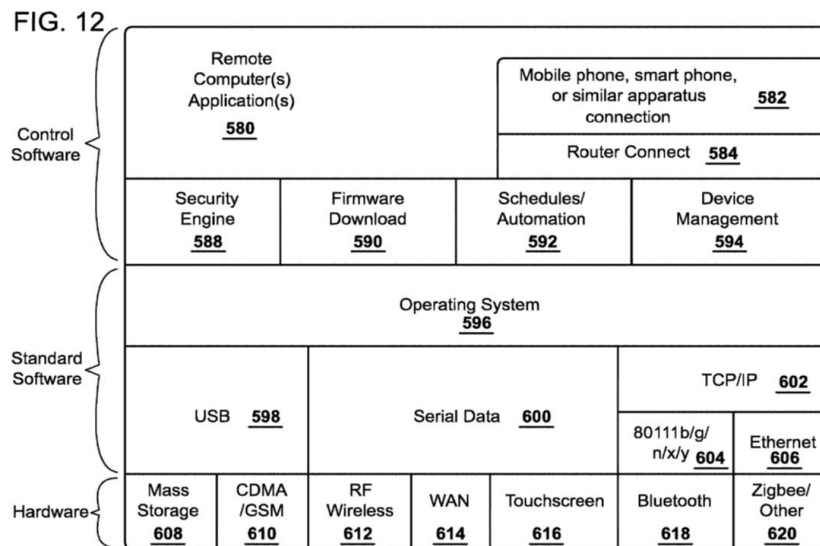 FIG. 12
Control
Software
Remote
Computer(s)
Application(s)
580
Mobile phone, smart phone,
or similar apparatus 582
connection
Router Connect 584
Security
Engine
588
Firmware
Download
590
Schedules/
Automation
592
Device
Management
594
Standard
Software
Operating System
596
USB 598
Serial Data 600
TCP/IP 602
80111b/g/
n/x/y 604
Ethernet
606
Hardware
Mass
Storage
608
CDMA
/GSM
610
RF
Wireless
612
WAN
614
Touchscreen
616
Bluetooth
618
Zigbee/
Other
620